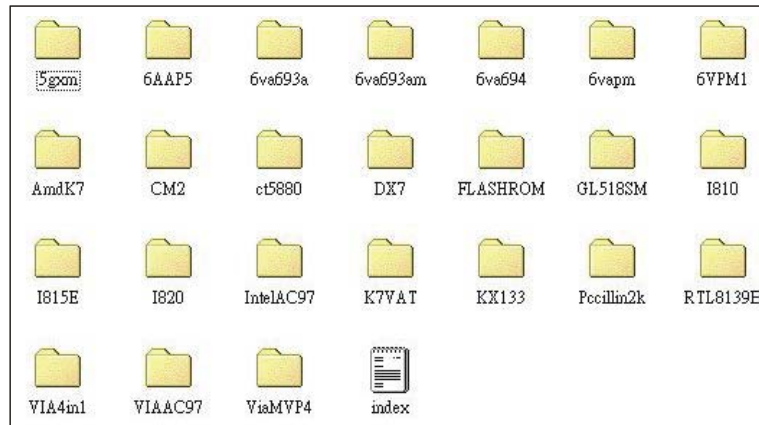 5gxm 6AAP5 6va693a 6va693am 6va694 6vapm 6VPM1
AmdK7 CM2 ct5880 DX7 FLASHROM GL518SM I810
I815E I820 IntelAC97 K7VAT KX133 Pccillin2k RTL8139E
VIA4in1 VIAAC97 ViaMVP4 index